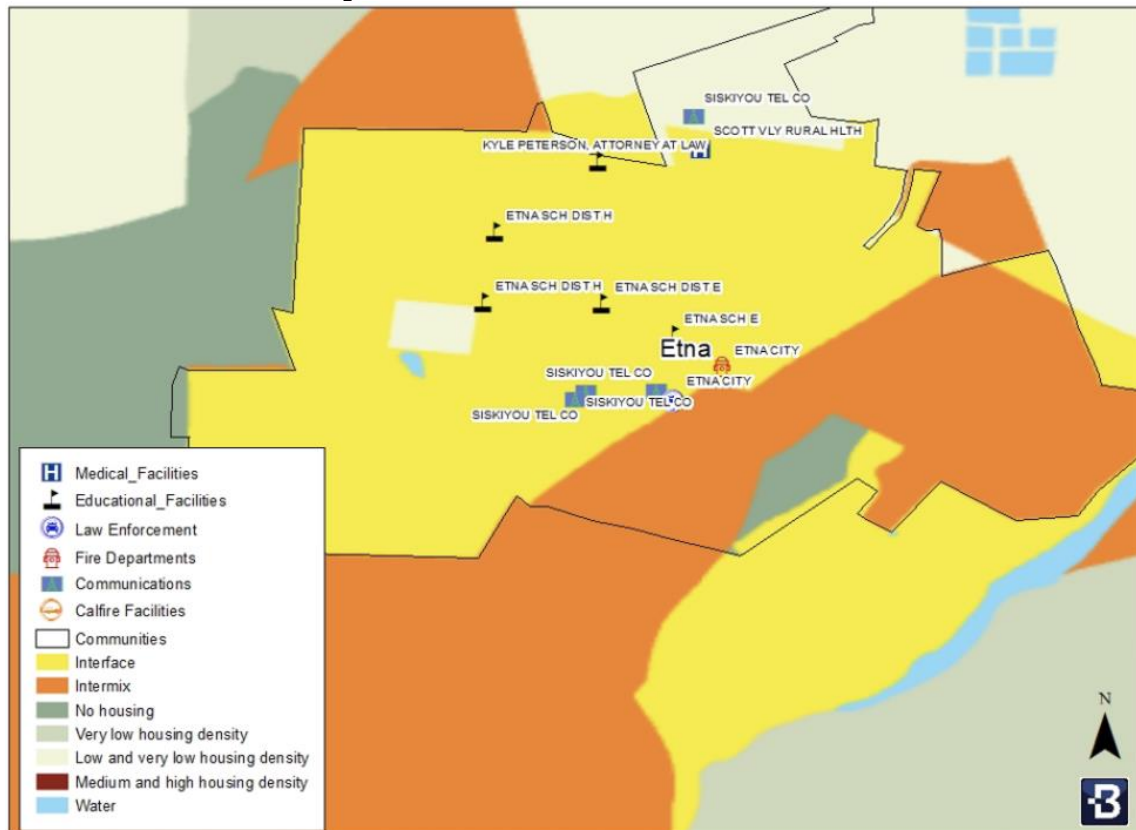 SISKIYOU TEL CO
SCOTT VLY RURAL HLTH
H
KYLE PETERSON, ATTORNEY AT LAW
ETNA SCH DIST H
ETNA SCH DIST H
ETNA SCH DIST E
ETNA SCH E
Etna
ETNA CITY
SISKIYOU TEL CO
ETNA CITY
SISKIYOU TEL CO
SISKIYOU TEL CO
H Medical_Facilities
Educational_Facilities
Law Enforcement
Fire Departments
Communications
Calfire Facilities
Communities
Interface
Intermix
No housing
Very low housing density
Low and very low housing density
Medium and high housing density
Water
N
B